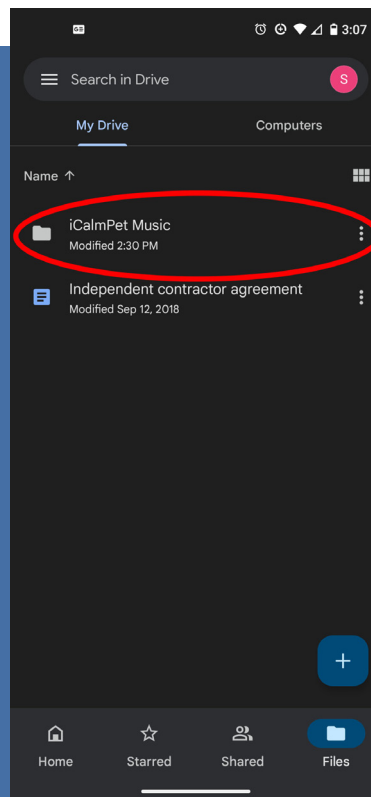 3:07
Search in Drive
S
My Drive
Computers
Name
iCalmPet Music
Modified 2:30 PM
Independent contractor agreement
Modified Sep 12, 2018
Home
Starred
Shared
Files